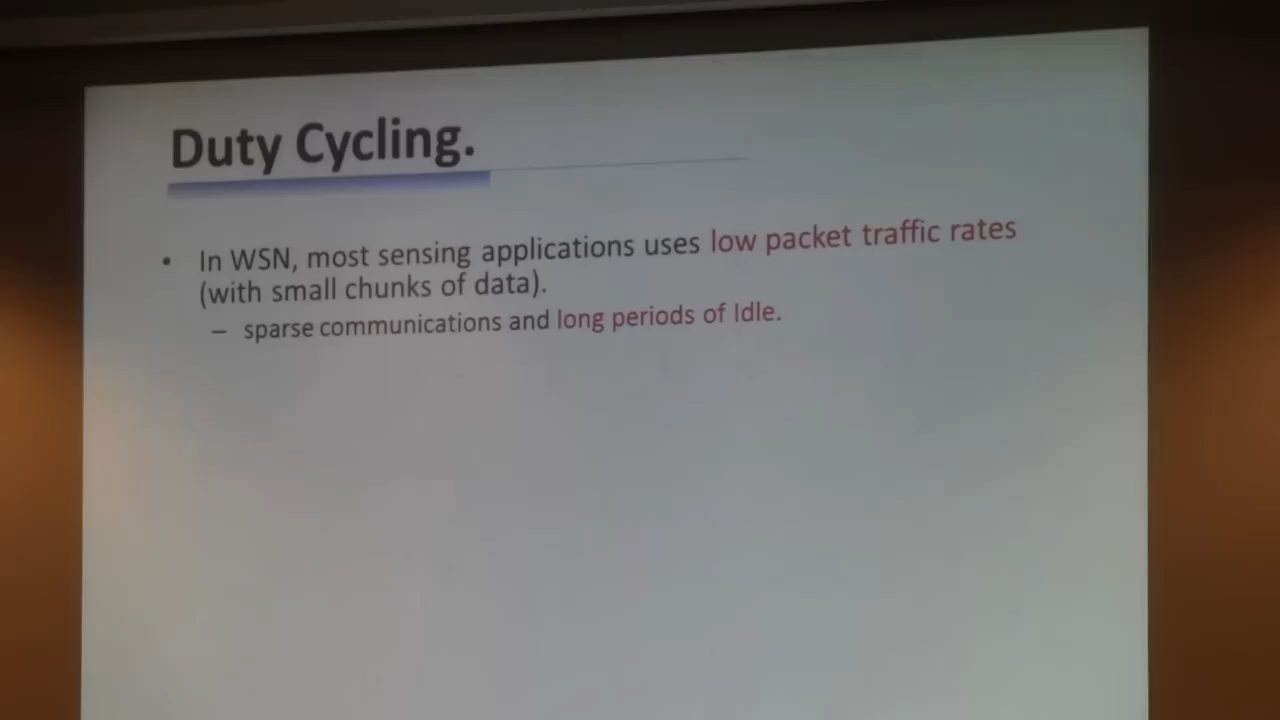 Duty Cycling.
• In WSN, most sensing applications uses low packet traffic rates
(with small chunks of data).
– sparse communications and long periods of Idle.